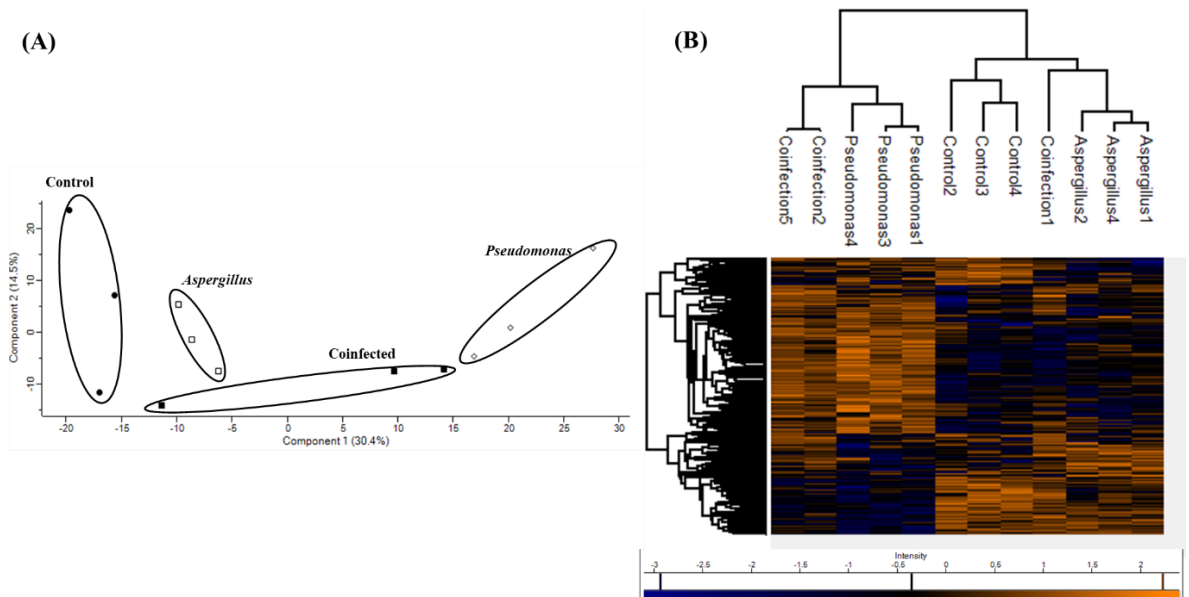 (A)
(B)
Control
Aspergillus
Pseudomonas
Coinfected
Component 2 (14.5%)
20
10
0
-10
-20
-15
-10
-5
0
5
10
15
20
25
30
Component 1 (30.4%)
Coinfection5
Coinfection2
Pseudomonas4
Pseudomonas3
Pseudomonas1
Control2
Control3
Control4
Coinfection1
Aspergillus2
Aspergillus4
Aspergillus1
Intensity
-3
-2.5
-2
-1.5
-1
-0.5
0
0.5
1
1.5
2